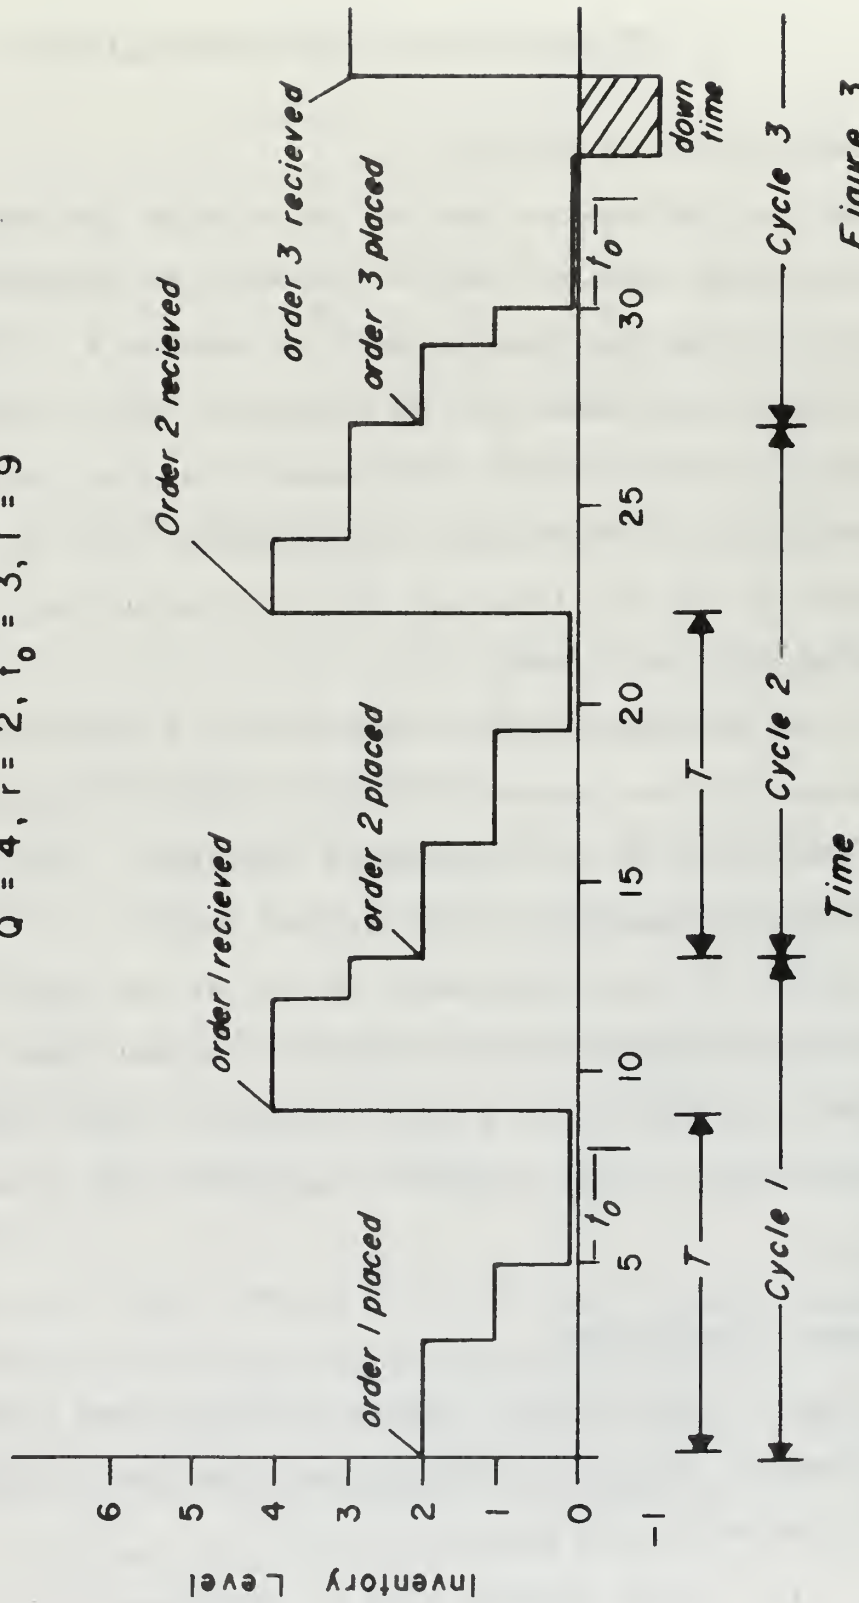 Q = 4, r = 2, t₀ = 3, T = 9
order 1 placed
order 1 recieved
order 2 placed
Order 2 recieved
order 3 placed
order 3 recieved
Inventory Level
6
5
4
3
2
1
0
-1
5
10
15
20
25
30
t₀
t₀
down
time
T
T
Cycle 1
Cycle 2
Cycle 3
Time
Figure 3